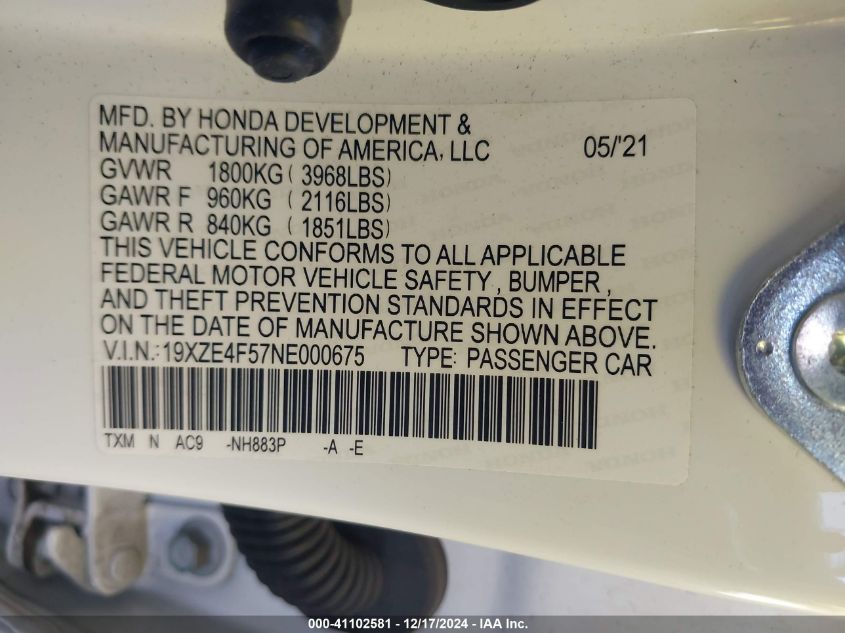 MFD. BY HONDA DEVELOPMENT &
MANUFACTURING OF AMERICA, LLC 05/'21
GVWR 1800KG ( 3968LBS)
GAWR F 960KG ( 2116LBS)
GAWR R 840KG ( 1851LBS)
THIS VEHICLE CONFORMS TO ALL APPLICABLE
FEDERAL MOTOR VEHICLE SAFETY , BUMPER ,
AND THEFT PREVENTION STANDARDS IN EFFECT
ON THE DATE OF MANUFACTURE SHOWN ABOVE.
V.I.N.:19XZE4F57NE000675 TYPE: PASSENGER CAR
TXM N AC9 -NH883P -A -E
000-41102581 - 12/17/2024 - IAA Inc.